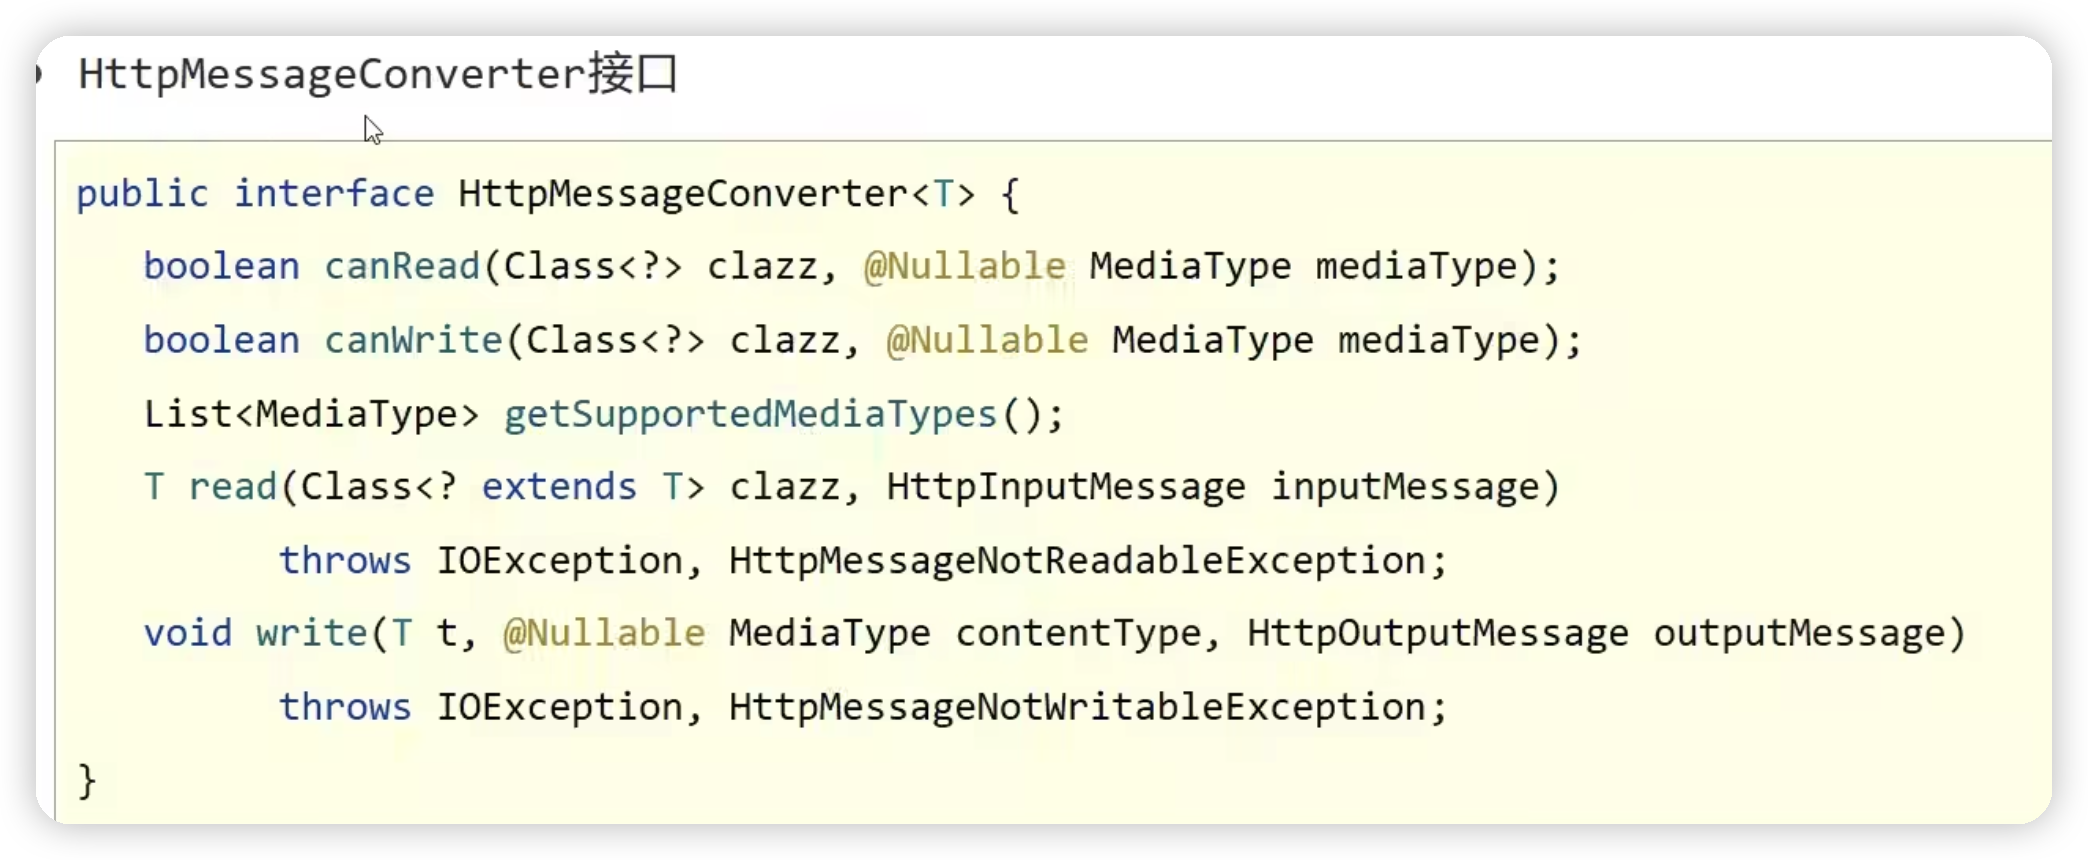 HttpMessageConverter接口
public interface HttpMessageConverter<T> {
boolean canRead(Class<?> clazz, @Nullable MediaType mediaType);
boolean canWrite(Class<?> clazz, @Nullable MediaType mediaType);
List<MediaType> getSupportedMediaTypes();
T read(Class<? extends T> clazz, HttpInputMessage inputMessage)
throws IOException, HttpMessageNotReadableException;
void write(T t, @Nullable MediaType contentType, HttpOutputMessage outputMessage)
throws IOException, HttpMessageNotWritableException;
}